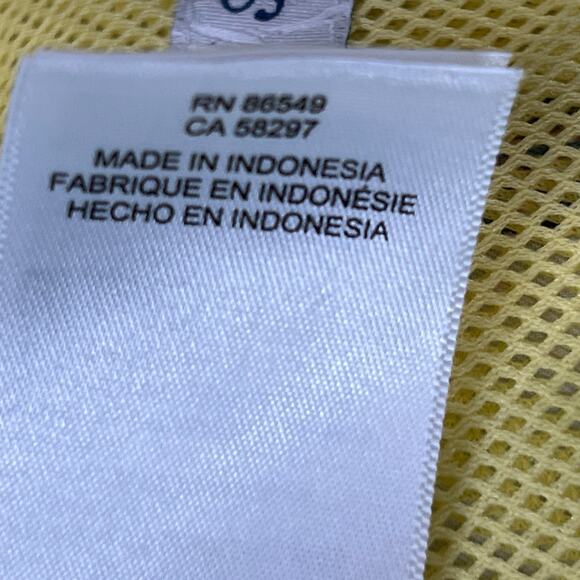 RN 86549
CA 58297
MADE IN INDONESIA
FABRIQUE EN INDONÉSIE
HECHO EN INDONESIA